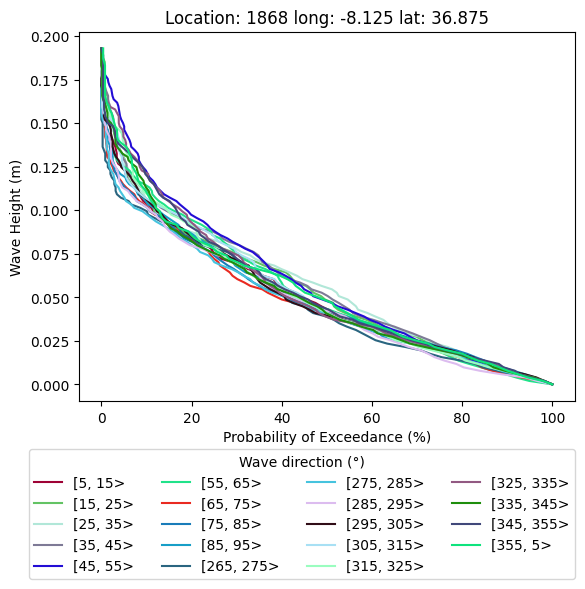 Location: 1868 long: -8.125 lat: 36.875
0.200
0.175
0.150
0.125
0.100
0.075
0.050
0.025
0.000
Wave Height (m)
0 20 40 60 80 100
Probability of Exceedance (%)
Wave direction (°)
[5, 15> [55, 65> [275, 285> [325, 335>
[15, 25> [65, 75> [285, 295> [335, 345>
[25, 35> [75, 85> [295, 305> [345, 355>
[35, 45> [85, 95> [305, 315> [355, 5>
[45, 55> [265, 275> [315, 325>